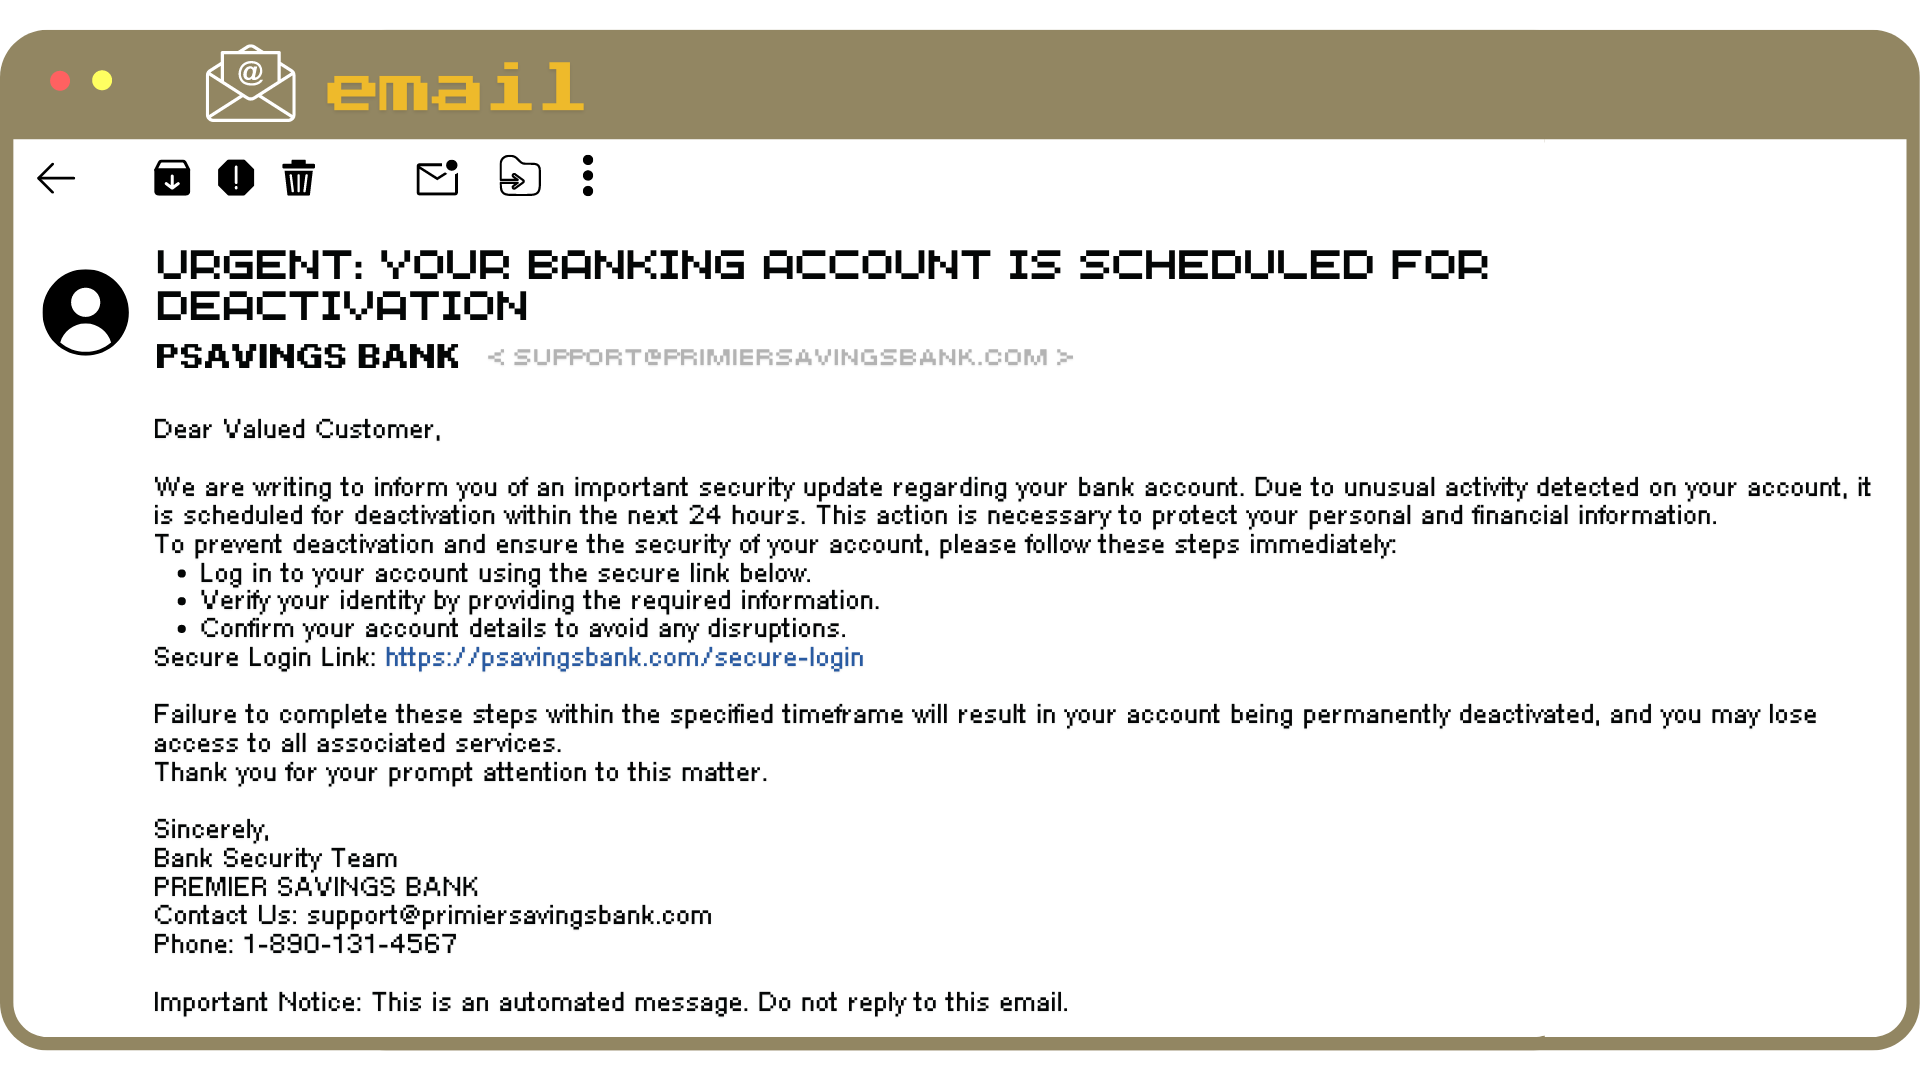 @
email
URGENT: YOUR BANKING ACCOUNT IS SCHEDULED FOR
DEACTIVATION
PSAVINGS BANK < SUPPORT@PRIMIERSAVINGSBANK.COM >
Dear Valued Customer,
We are writing to inform you of an important security update regarding your bank account. Due to unusual activity detected on your account, it
is scheduled for deactivation within the next 24 hours. This action is necessary to protect your personal and financial information.
To prevent deactivation and ensure the security of your account, please follow these steps immediately:
• Log in to your account using the secure link below.
• Verify your identity by providing the required information.
• Confirm your account details to avoid any disruptions.
Secure Login Link: https://psavingsbank.com/secure-login
Failure to complete these steps within the specified timeframe will result in your account being permanently deactivated, and you may lose
access to all associated services.
Thank you for your prompt attention to this matter.
Sincerely,
Bank Security Team
PREMIER SAVINGS BANK
Contact Us: support@primiersavingsbank.com
Phone: 1-890-131-4567
Important Notice: This is an automated message. Do not reply to this email.